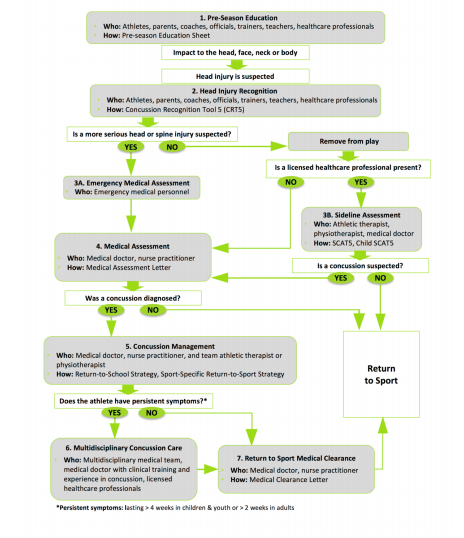 1. Pre-Season Education
Who: Athletes, parents, coaches, officials, trainers, teachers, healthcare professionals
How: Pre-season Education Sheet
Impact to the head, face, neck or body
Head injury is suspected
2. Head Injury Recognition
Who: Athletes, parents, coaches, officials, trainers, teachers, healthcare professionals
How: Concussion Recognition Tool 5 (CRT5)
Is a more serious head or spine injury suspected?
YES
NO
Remove from play
Is a licensed healthcare professional present?
NO
YES
3A. Emergency Medical Assessment
Who: Emergency medical personnel
3B. Sideline Assessment
Who: Athletic therapist,
physiotherapist, medical doctor
How: SCAT5, Child SCAT5
4. Medical Assessment
Who: Medical doctor, nurse practitioner
How: Medical Assessment Letter
Is a concussion suspected?
YES
NO
Was a concussion diagnosed?
YES
NO
Return
to Sport
5. Concussion Management
Who: Medical doctor, nurse practitioner, and team athletic therapist or
physiotherapist
How: Return-to-School Strategy, Sport-Specific Return-to-Sport Strategy
Does the athlete have persistent symptoms?*
YES
NO
6. Multidisciplinary Concussion Care
Who: Multidisciplinary medical team,
medical doctor with clinical training and
experience in concussion, licensed
healthcare professionals
7. Return to Sport Medical Clearance
Who: Medical doctor, nurse practitioner
How: Medical Clearance Letter
*Persistent symptoms: lasting > 4 weeks in children & youth or > 2 weeks in adults